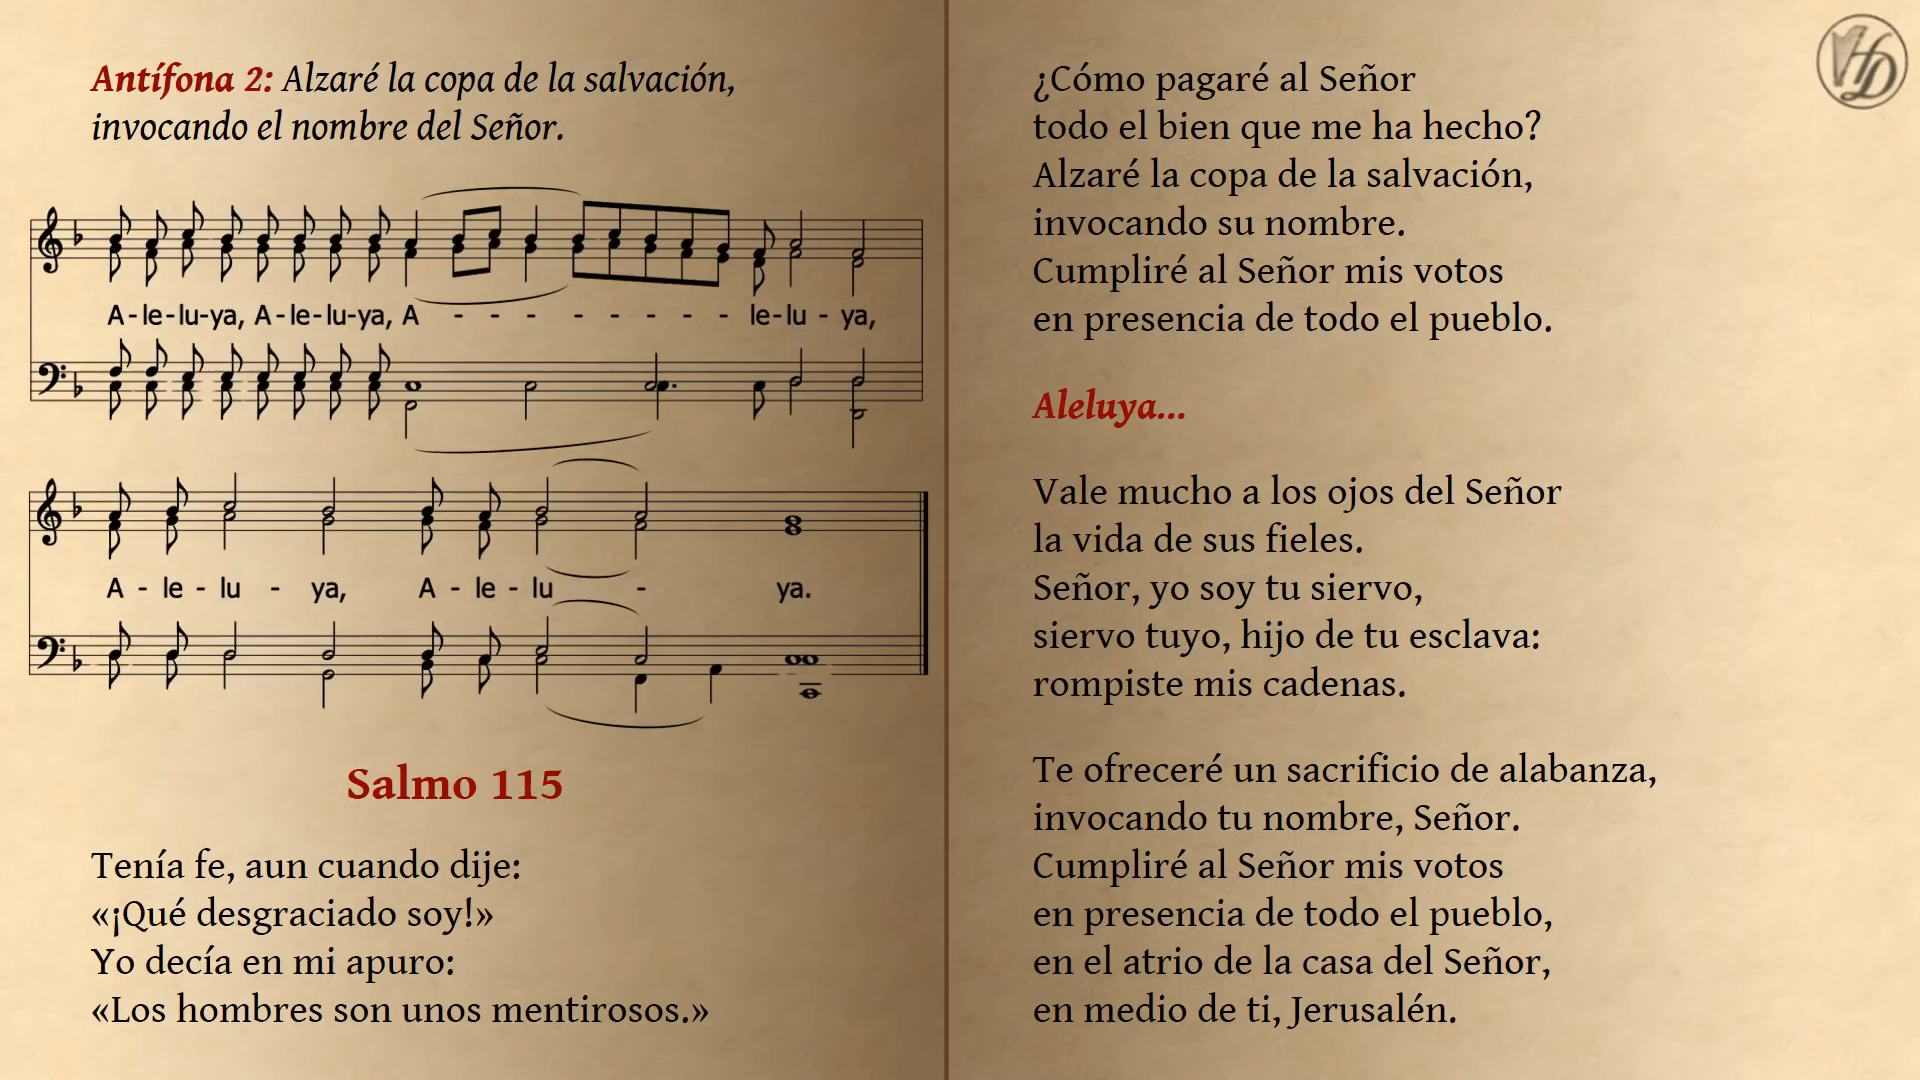 Antífona 2: Alzaré la copa de la salvación,
invocando el nombre del Señor.
A-le-lu-ya, A-le-lu-ya, A - - - - - - - - le-lu - ya,
A - le - lu - ya, A - le - lu - ya.
Salmo 115
Tenía fe, aun cuando dije:
«¡Qué desgraciado soy!»
Yo decía en mi apuro:
«Los hombres son unos mentirosos.»
¿Cómo pagaré al Señor
todo el bien que me ha hecho?
Alzaré la copa de la salvación,
invocando su nombre.
Cumpliré al Señor mis votos
en presencia de todo el pueblo.
Aleluya...
Vale mucho a los ojos del Señor
la vida de sus fieles.
Señor, yo soy tu siervo,
siervo tuyo, hijo de tu esclava:
rompiste mis cadenas.
Te ofreceré un sacrificio de alabanza,
invocando tu nombre, Señor.
Cumpliré al Señor mis votos
en presencia de todo el pueblo,
en el atrio de la casa del Señor,
en medio de ti, Jerusalén.
HD